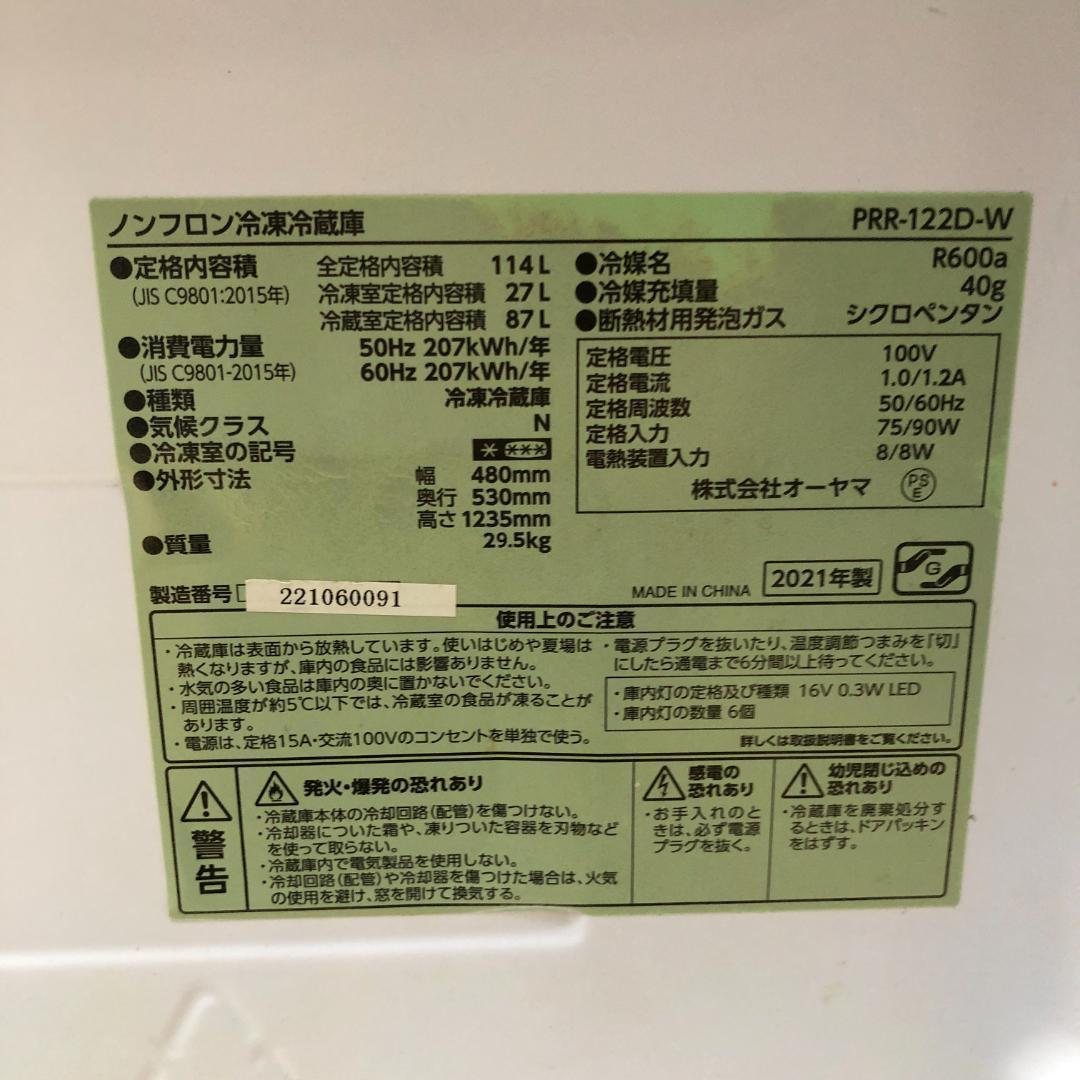 ノンフロン冷凍冷蔵庫 PRR-122D-W
●定格内容積 全定格内容積 114L
(JIS C9801:2015年) 冷凍室定格内容積 27L
冷蔵室定格内容積 87L
●消費電力量 50Hz 207kWh/年
(JIS C9801-2015年) 60Hz 207kWh/年
●種類 冷凍冷蔵庫
●気候クラス N
●冷凍室の記号 * ***
●外形寸法 幅 480mm
奥行 530mm
高さ 1235mm
●質量 29.5kg
●冷媒名 R600a
●冷媒充填量 40g
●断熱材用発泡ガス シクロペンタン
定格電圧 100V
定格電流 1.0/1.2A
定格周波数 50/60Hz
定格入力 75/90W
電熱装置入力 8/8W
株式会社オーヤマ PSE
製造番号 221060091
MADE IN CHINA 2021年製 G
使用上のご注意
・冷蔵庫は表面から放熱しています。使いはじめや夏場は
熱くなりますが、庫内の食品には影響ありません。
・水気の多い食品は庫内の奥に置かないでください。
・周囲温度が約5℃以下では、冷蔵室の食品が凍ることが
あります。
・電源は、定格15A・交流100Vのコンセントを単独で使う。
・電源プラグを抜いたり、温度調節つまみを「切」
にしたら通電まで6分間以上待ってください。
・庫内灯の定格及び種類 16V 0.3W LED
・庫内灯の数量 6個
詳しくは取扱説明書をご覧ください。
警告
発火・爆発の恐れあり
・冷蔵庫本体の冷却回路(配管)を傷つけない。
・冷却器についた霜や、凍りついた容器を刃物など
を使って取らない。
・冷蔵庫内で電気製品を使用しない。
・冷却回路(配管)や冷却器を傷つけた場合は、火気
の使用を避け、窓を開けて換気する。
感電の
恐れあり
・お手入れのと
きは、必ず電源
プラグを抜く。
幼児閉じ込めの
恐れあり
・冷蔵庫を廃棄処分す
るときは、ドアパッキン
をはずす。